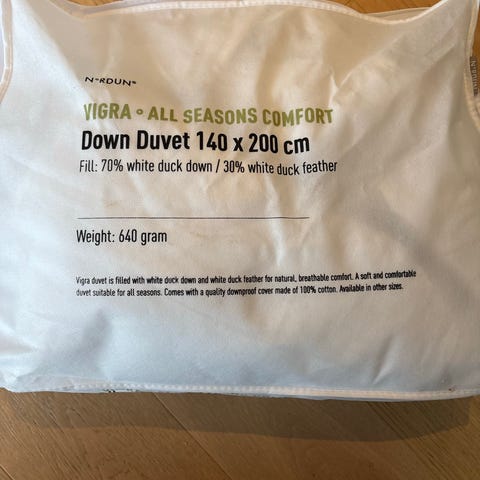 N°RDUN®
VIGRA ° ALL SEASONS COMFORT
Down Duvet 140 x 200 cm
Fill: 70% white duck down / 30% white duck feather
Weight: 640 gram
Vigra duvet is filled with white duck down and white duck feather for natural, breathable comfort. A soft and comfortable
duvet suitable for all seasons. Comes with a quality downproof cover made of 100% cotton. Available in other sizes.
N°RDUN®